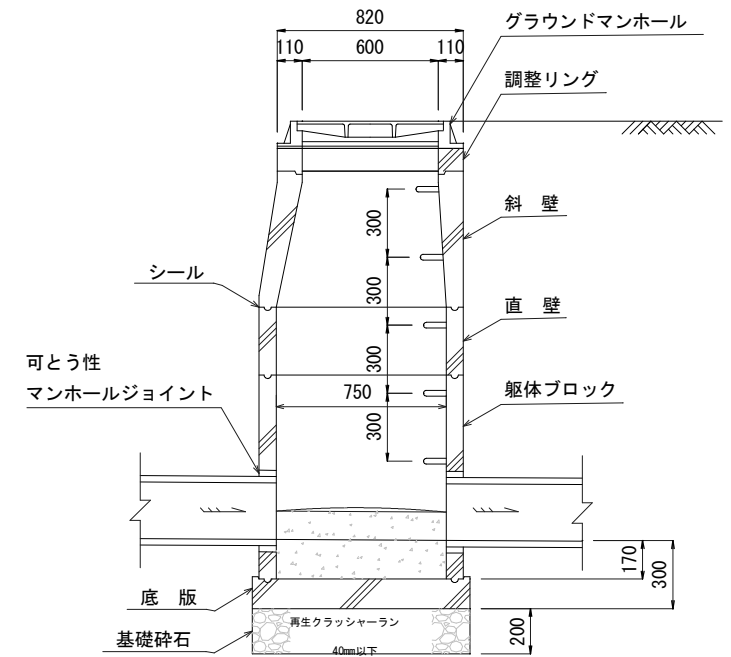 820
110 600 110
グラウンドマンホール
調整リング
斜　壁
300
シール
300
直　壁
可とう性
マンホールジョイント
300
750
躯体ブロック
300
170
300
底　版
基礎砕石
再生クラッシャーラン
40mm以下
200